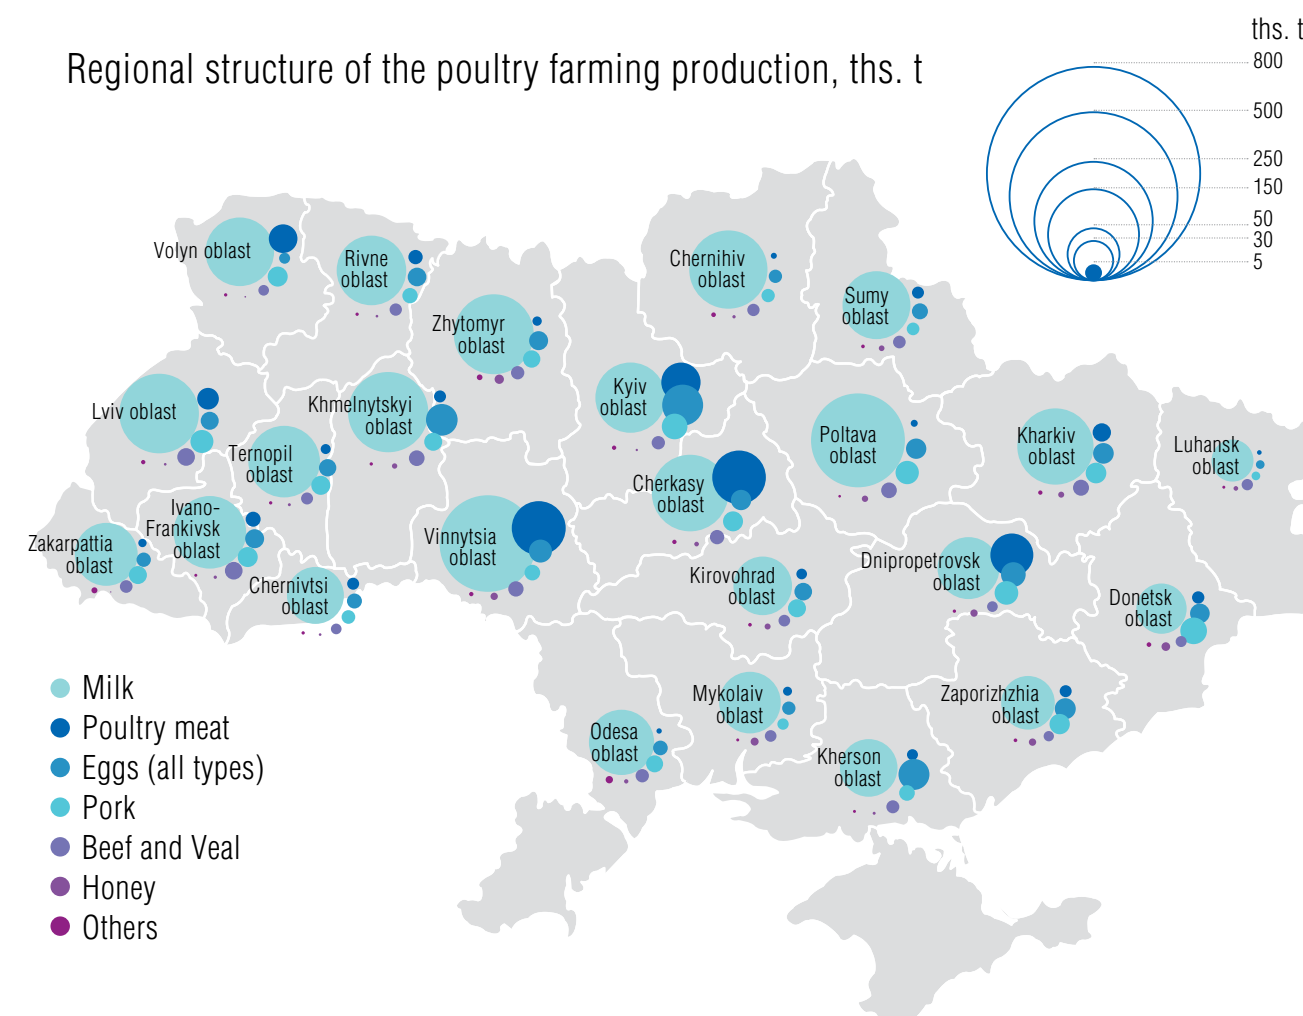 ths. t
Regional structure of the poultry farming production, ths. t
800
500
250
150
50
30
5
Volyn oblast
Rivne
oblast
Chernihiv
oblast
Sumy
oblast
Zhytomyr
oblast
Kyiv
oblast
Lviv oblast
Khmelnytskyi
oblast
Ternopil
oblast
Poltava
oblast
Kharkiv
oblast
Luhansk
oblast
Cherkasy
oblast
Ivano-
Frankivsk
oblast
Zakarpattia
oblast
Vinnytsia
oblast
Chernivtsi
oblast
Kirovohrad
oblast
Dnipropetrovsk
oblast
Donetsk
oblast
Mykolaiv
oblast
Zaporizhzhia
oblast
Odesa
oblast
Kherson
oblast
Milk
Poultry meat
Eggs (all types)
Pork
Beef and Veal
Honey
Others